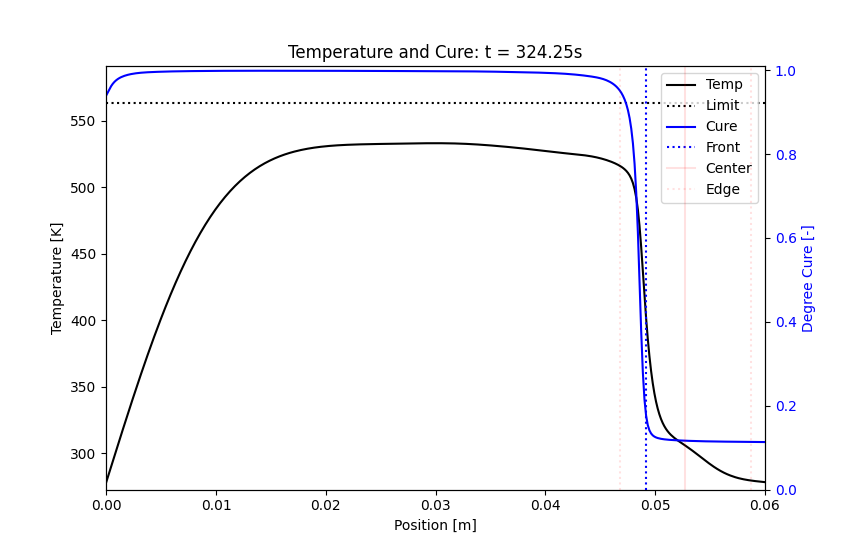 Temperature and Cure: t = 324.25s
Temp
Limit
Cure
Front
Center
Edge
Temperature [K]
550
500
450
400
350
300
Degree Cure [-]
1.0
0.8
0.6
0.4
0.2
0.0
0.00 0.01 0.02 0.03 0.04 0.05 0.06
Position [m]